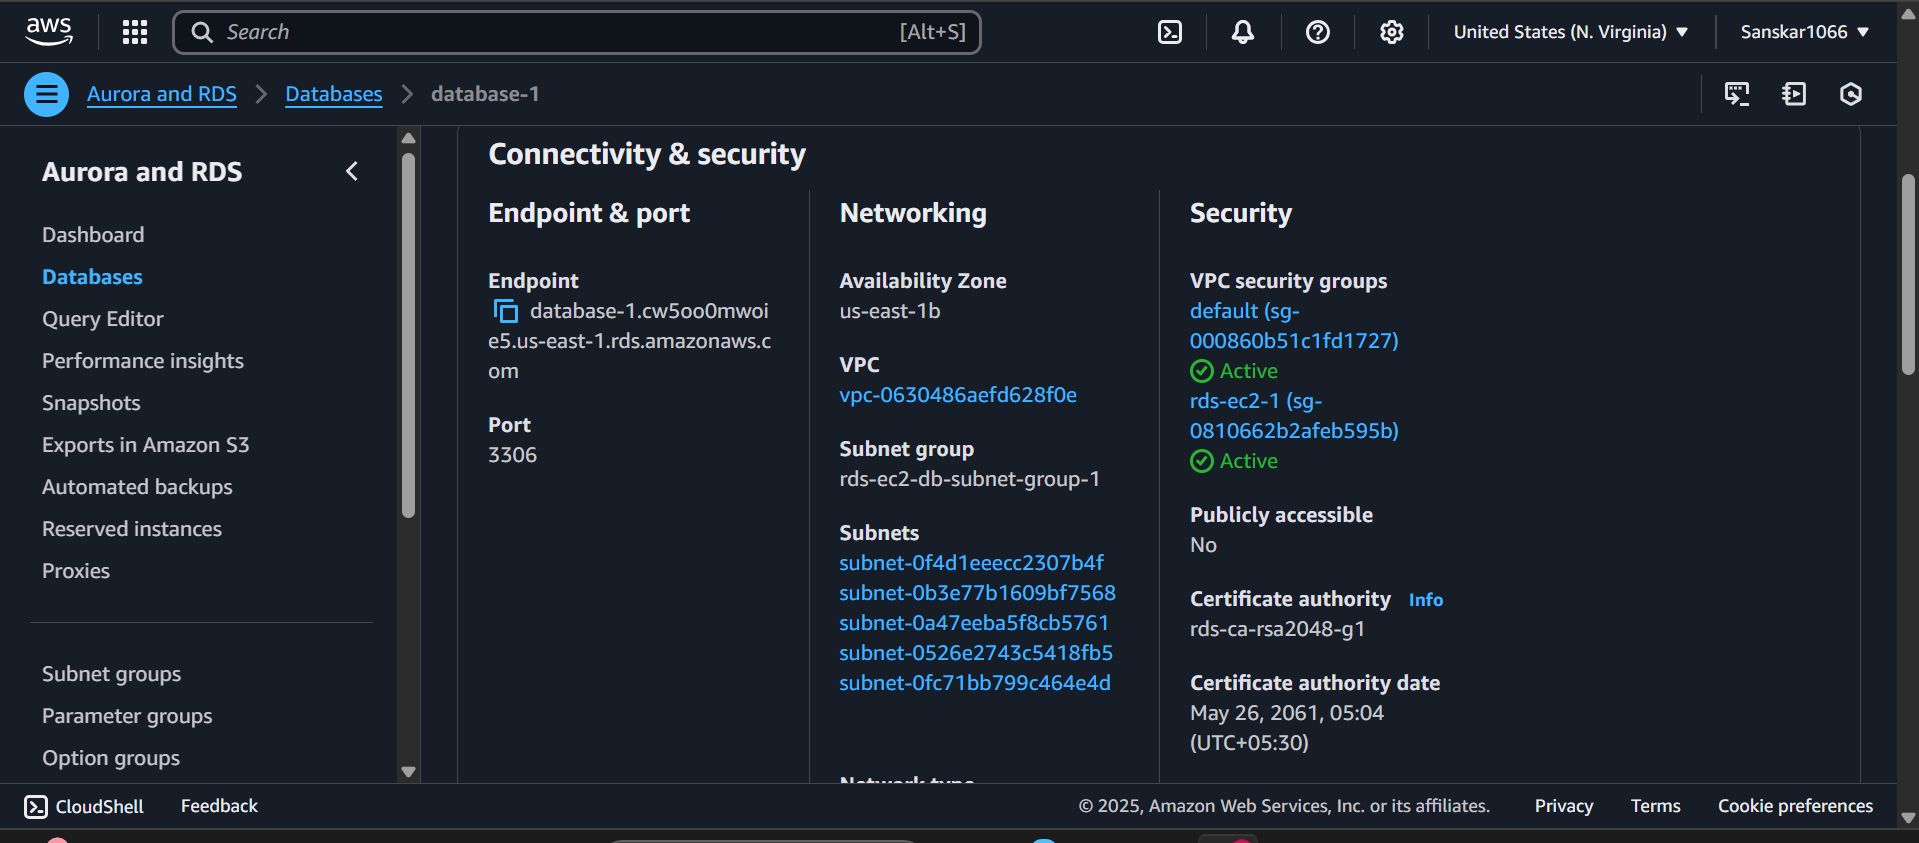 aws
Search
[Alt+S]
United States (N. Virginia)
Sanskar1066
Aurora and RDS
Databases
database-1
Aurora and RDS
Dashboard
Databases
Query Editor
Performance insights
Snapshots
Exports in Amazon S3
Automated backups
Reserved instances
Proxies
Subnet groups
Parameter groups
Option groups
Connectivity & security
Endpoint & port
Endpoint
database-1.cw5oo0mwoi
e5.us-east-1.rds.amazonaws.c
om
Port
3306
Networking
Availability Zone
us-east-1b
VPC
vpc-0630486aefd628f0e
Subnet group
rds-ec2-db-subnet-group-1
Subnets
subnet-0f4d1eeecc2307b4f
subnet-0b3e77b1609bf7568
subnet-0a47eeba5f8cb5761
subnet-0526e2743c5418fb5
subnet-0fc71bb799c464e4d
Network type
Security
VPC security groups
default (sg-
000860b51c1fd1727)
Active
rds-ec2-1 (sg-
0810662b2afeb595b)
Active
Publicly accessible
No
Certificate authority Info
rds-ca-rsa2048-g1
Certificate authority date
May 26, 2061, 05:04
(UTC+05:30)
CloudShell
Feedback
© 2025, Amazon Web Services, Inc. or its affiliates.
Privacy
Terms
Cookie preferences